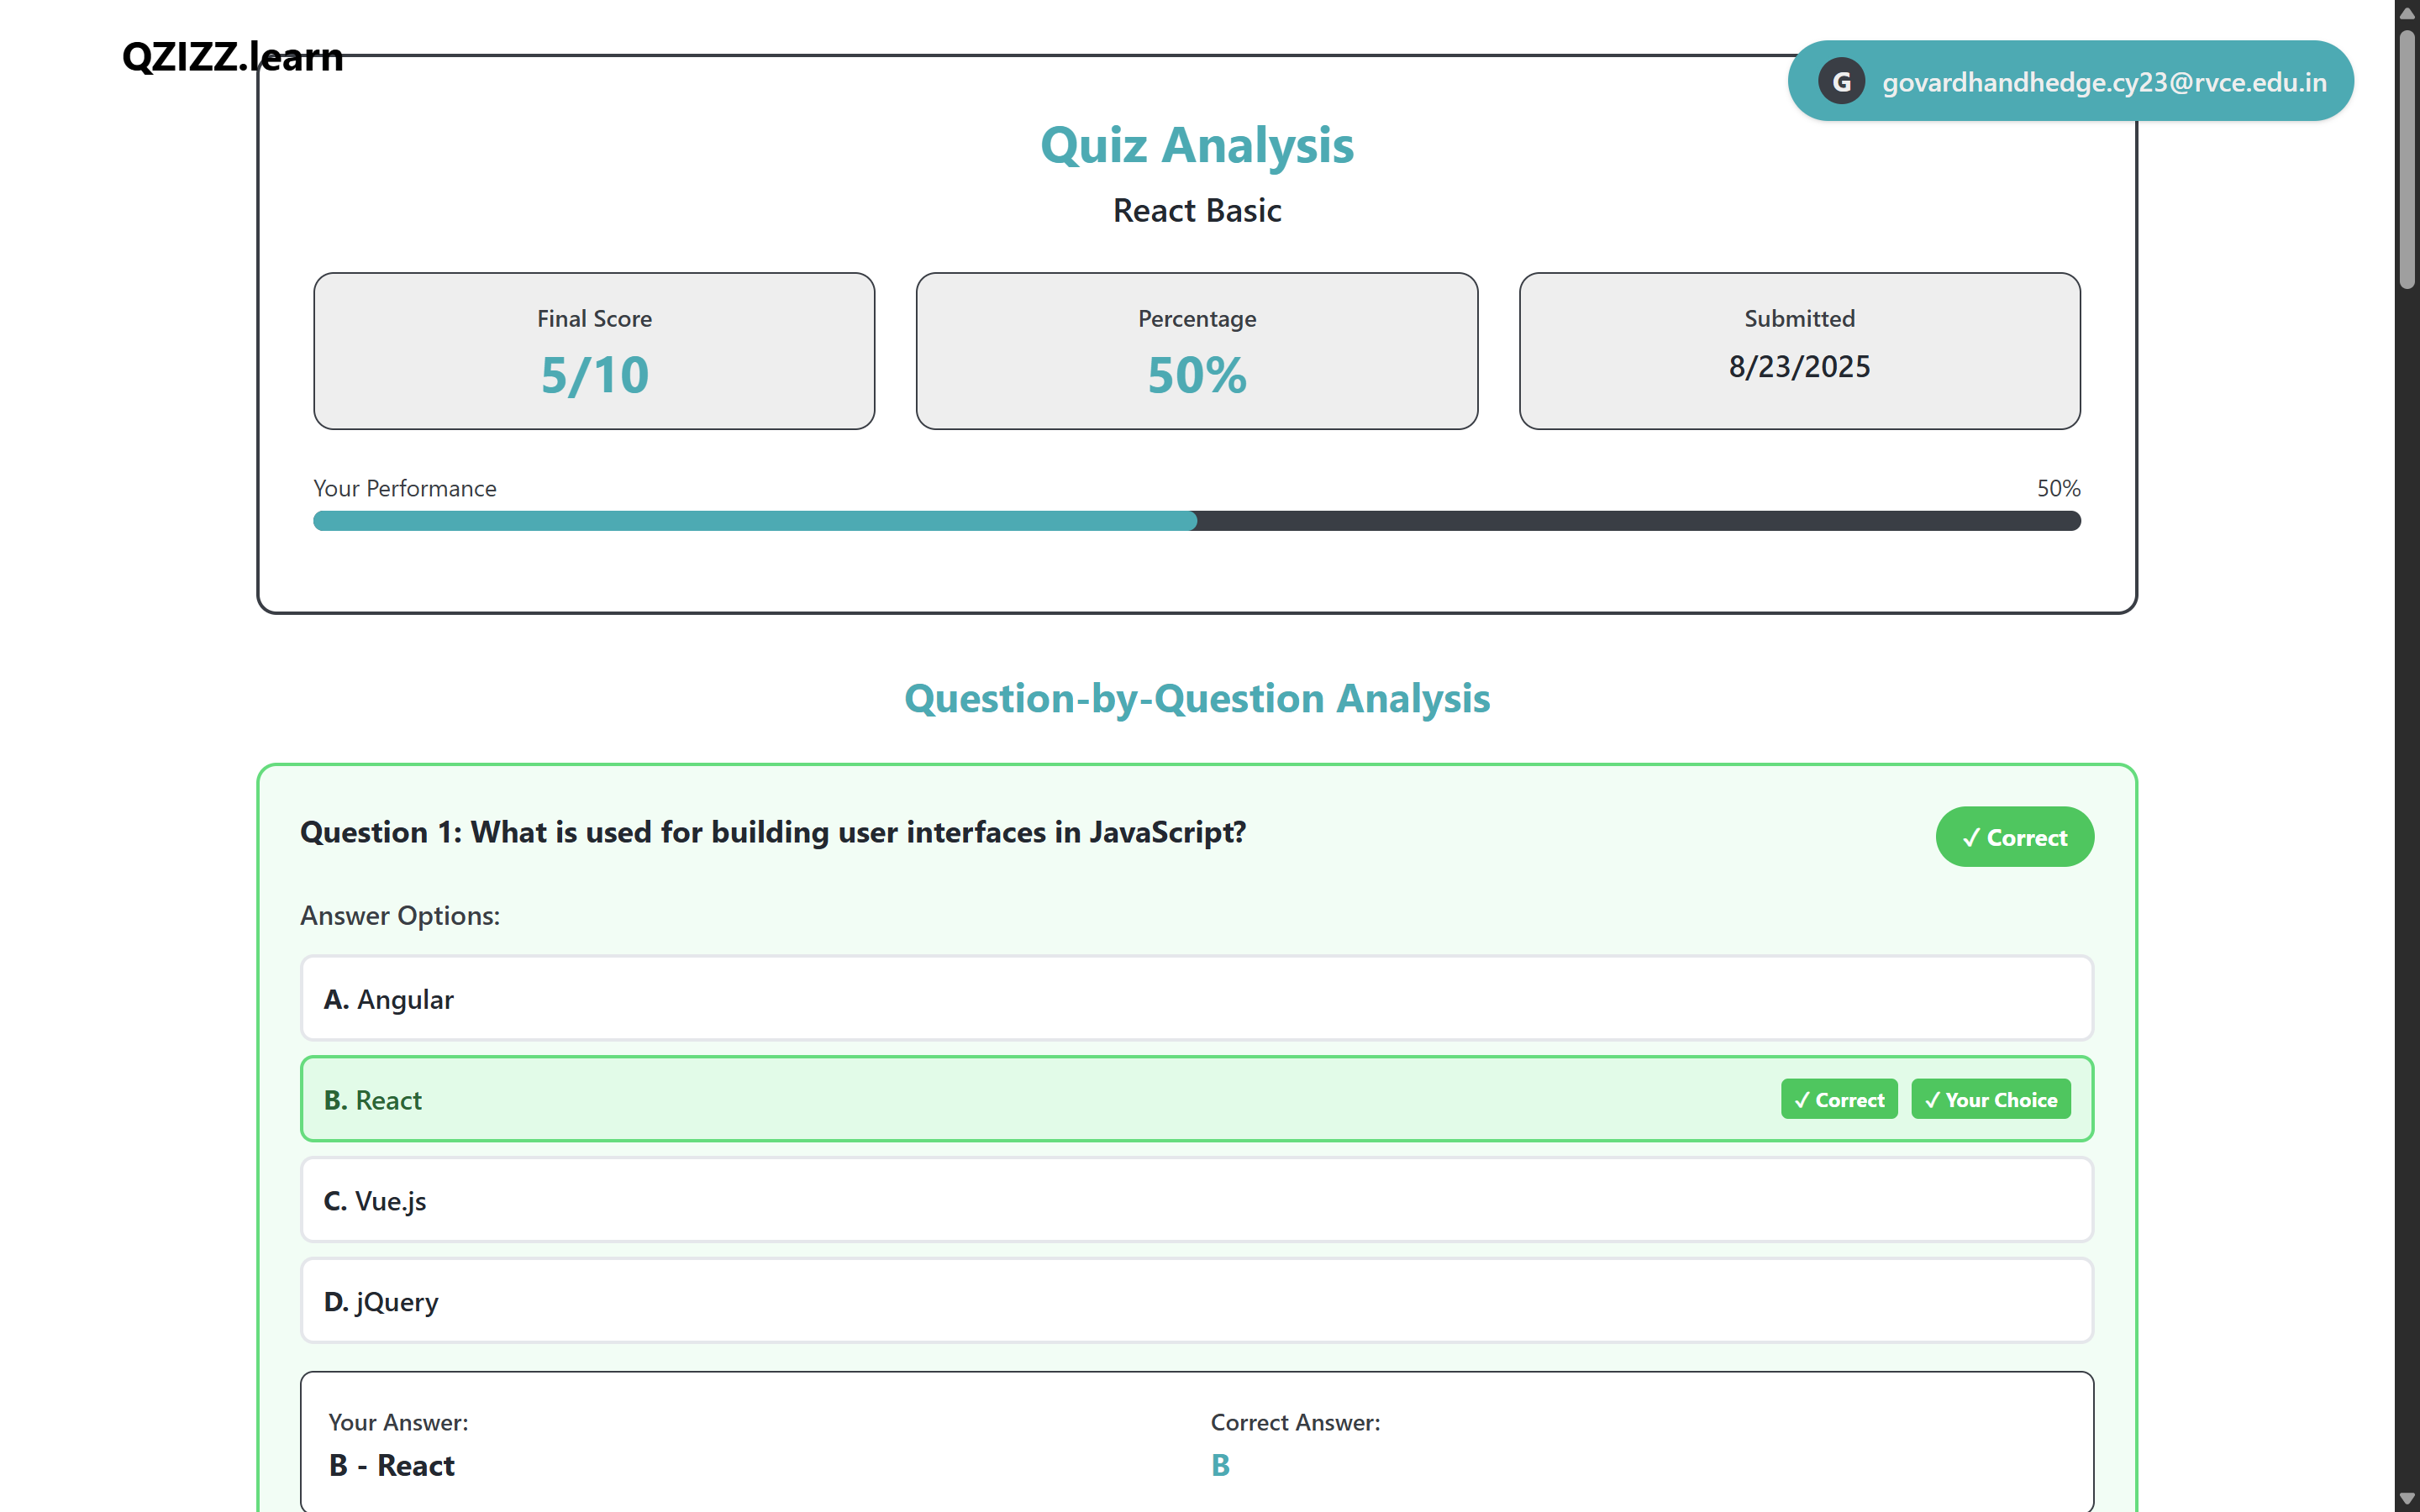 QZIZZ.learn
G govardhandhedge.cy23@rvce.edu.in
Quiz Analysis
React Basic
Final Score
5/10
Percentage
50%
Submitted
8/23/2025
Your Performance
50%
Question-by-Question Analysis
Question 1: What is used for building user interfaces in JavaScript?
✓ Correct
Answer Options:
A. Angular
B. React
✓ Correct
✓ Your Choice
C. Vue.js
D. jQuery
Your Answer:
B - React
Correct Answer:
B